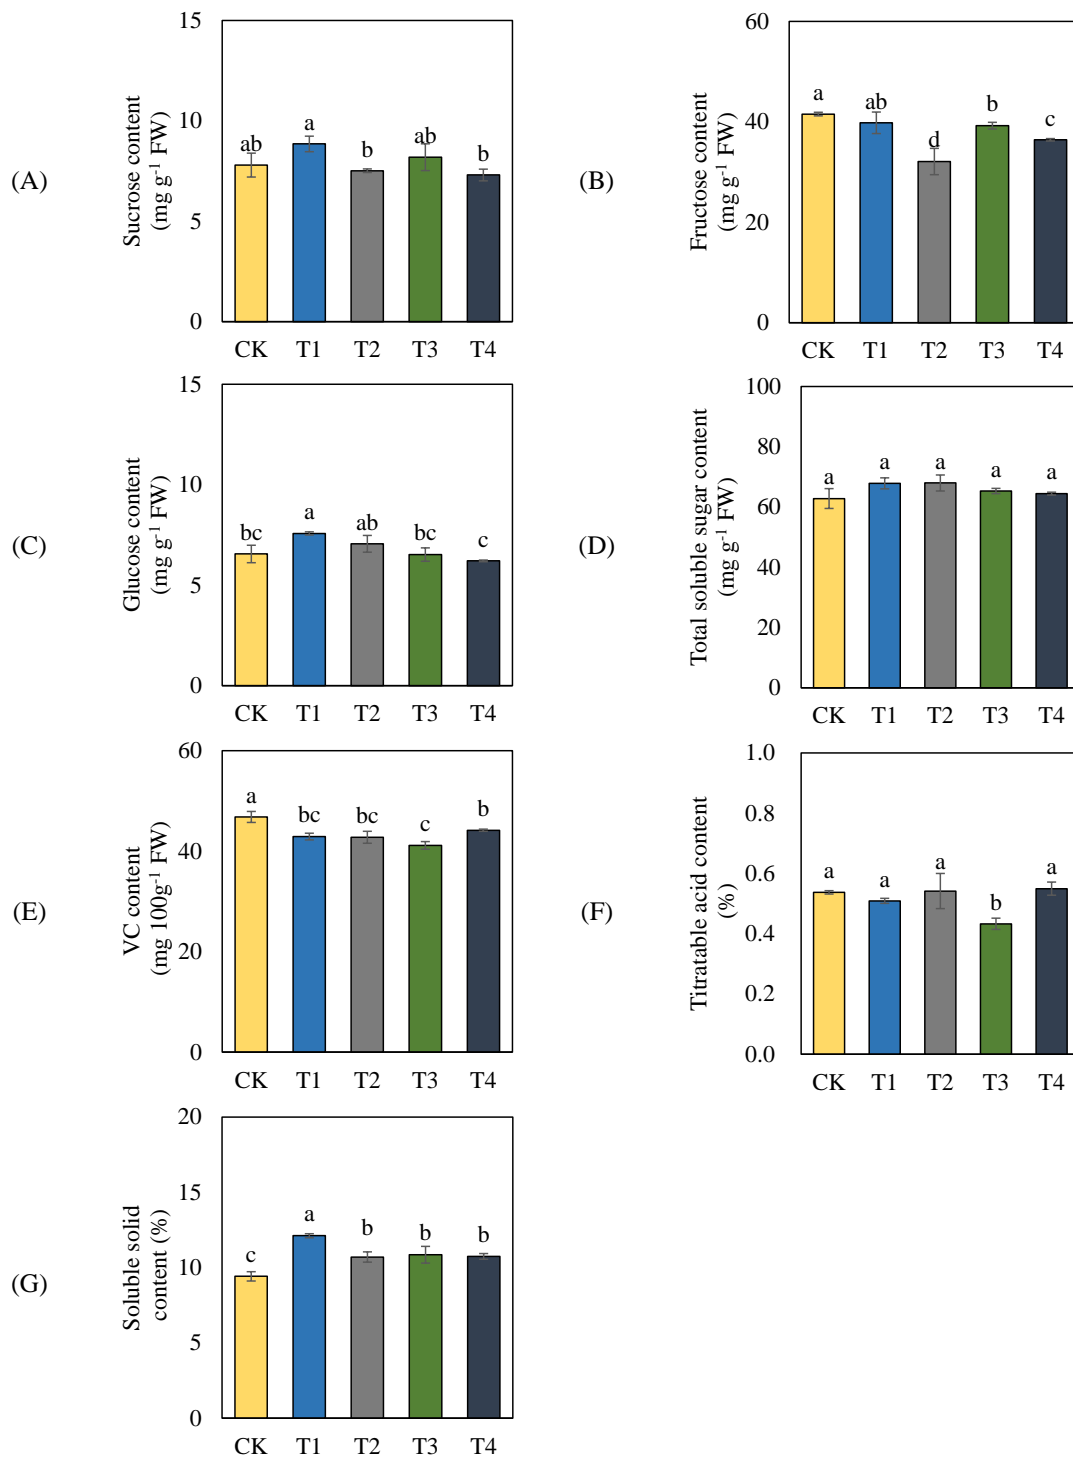 (A)
Sucrose content
(mg g-1 FW)
15
10
5
0
ab
a
b
ab
b
CK T1 T2 T3 T4
(B)
Fructose content
(mg g-1 FW)
60
40
20
0
a
ab
d
b
c
CK T1 T2 T3 T4
(C)
Glucose content
(mg g-1 FW)
15
10
5
0
bc
a
ab
bc
c
CK T1 T2 T3 T4
(D)
Total soluble sugar content
(mg g-1 FW)
100
80
60
40
20
0
a
a
a
a
a
CK T1 T2 T3 T4
(E)
VC content
(mg 100g-1 FW)
60
40
20
0
a
bc
bc
c
b
CK T1 T2 T3 T4
(F)
Titratable acid content
(%)
1.0
0.8
0.6
0.4
0.2
0.0
a
a
a
b
a
CK T1 T2 T3 T4
(G)
Soluble solid
content (%)
20
15
10
5
0
c
a
b
b
b
CK T1 T2 T3 T4